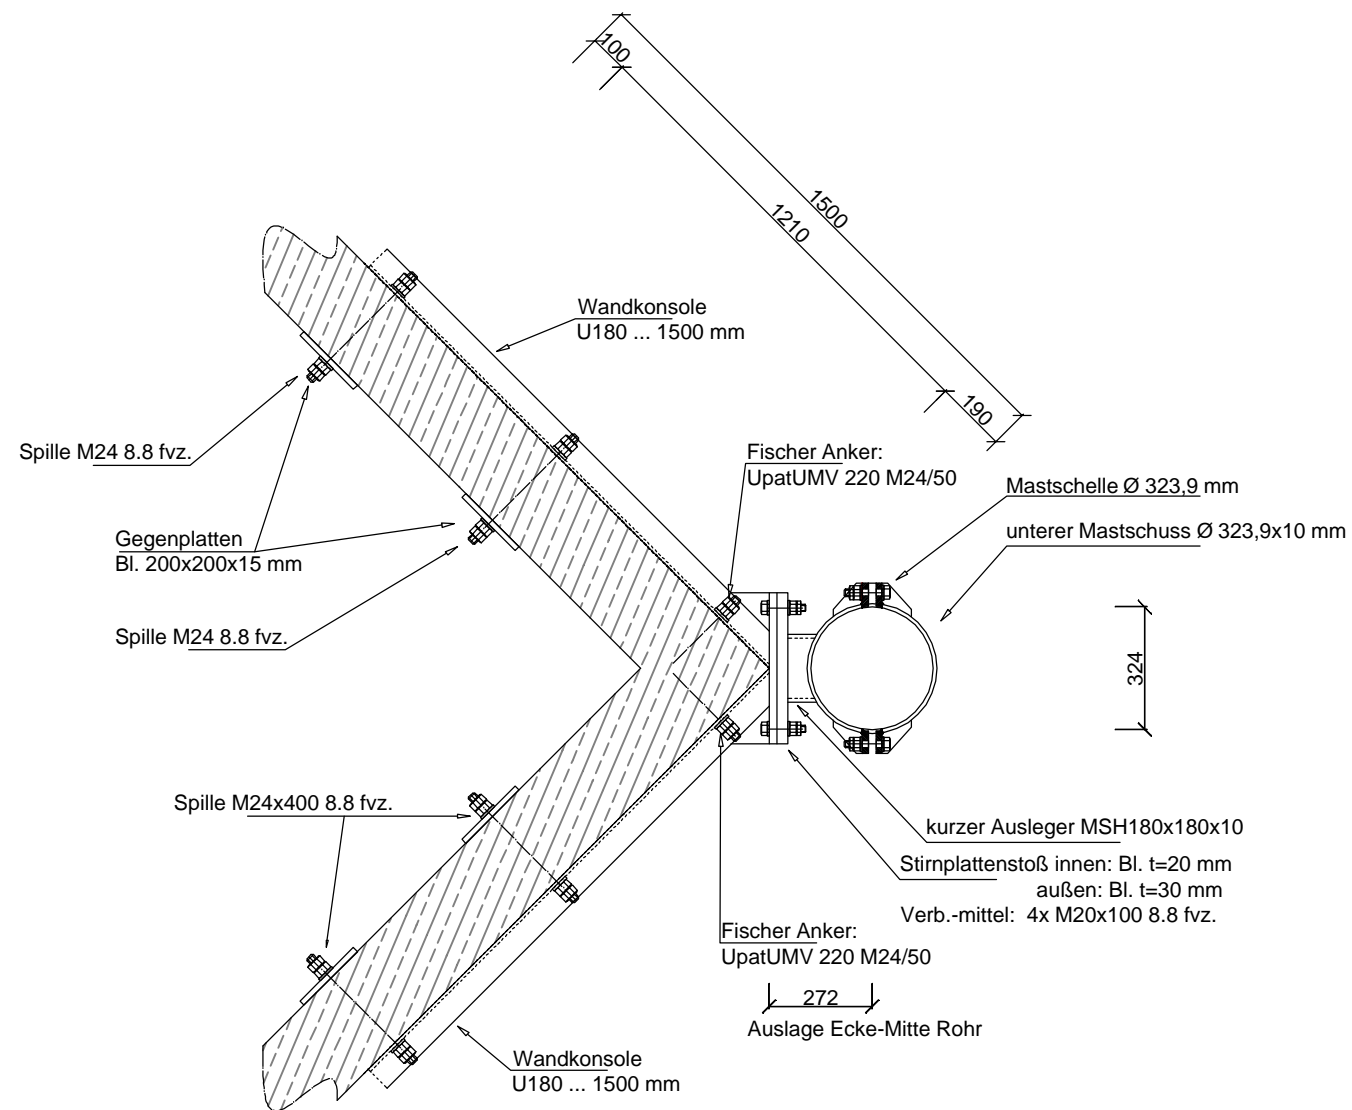 100
1500
1210
190
Wandkonsole
U180 ... 1500 mm
Spille M24 8.8 fvz.
Fischer Anker:
UpatUMV 220 M24/50
Mastschelle Ø 323,9 mm
unterer Mastschuss Ø 323,9x10 mm
Gegenplatten
Bl. 200x200x15 mm
Spille M24 8.8 fvz.
324
Spille M24x400 8.8 fvz.
kurzer Ausleger MSH180x180x10
Stirnplattenstoß innen: Bl. t=20 mm
außen: Bl. t=30 mm
Verb.-mittel: 4x M20x100 8.8 fvz.
Fischer Anker:
UpatUMV 220 M24/50
272
Auslage Ecke-Mitte Rohr
Wandkonsole
U180 ... 1500 mm